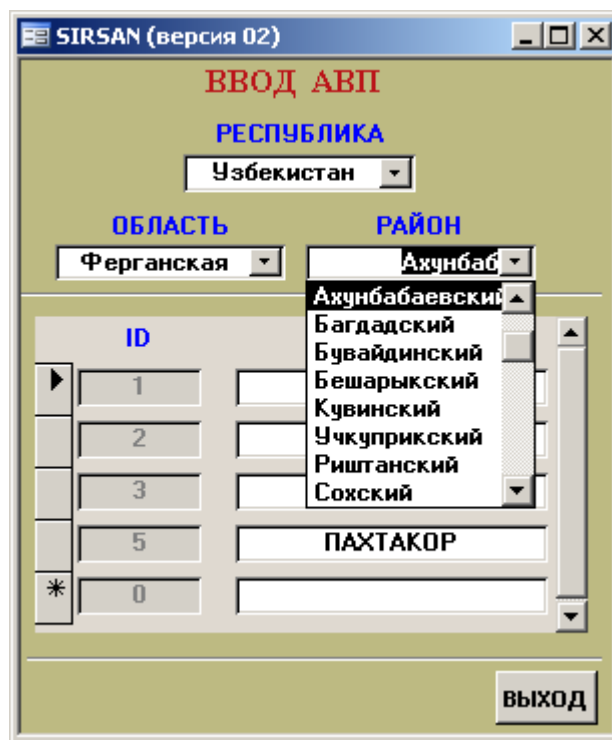 SIRSAN (версия 02)
ВВОД АВП
РЕСПУБЛИКА
Узбекистан
ОБЛАСТЬ РАЙОН
Ферганская Ахунбаб
Ахунбабаевский
ID
Багдадский
Бувайдинский
1 Бешарыкский
Кувинский
2 Учкуприкский
Риштанский
3 Сохский
5 ПАХТАКОР
0
ВЫХОД